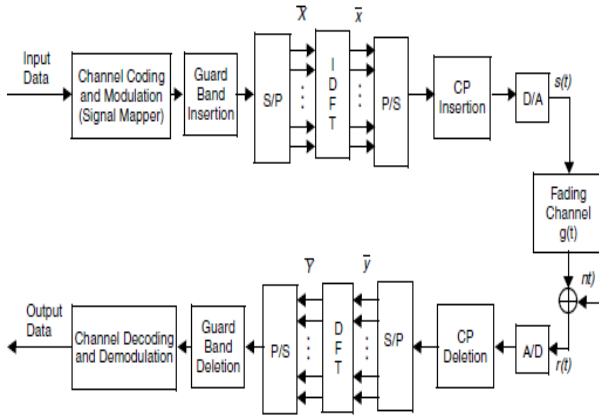 Input
Data
Channel Coding
and Modulation
(Signal Mapper)
Guard
Band
Insertion
S/P
X̄
I
D
F
T
x̄
P/S
CP
Insertion
D/A
s(t)
Fading
Channel
g(t)
nt)
r(t)
A/D
CP
Deletion
S/P
ȳ
D
F
T
Y̅
P/S
Guard
Band
Deletion
Channel Decoding
and Demodulation
Output
Data